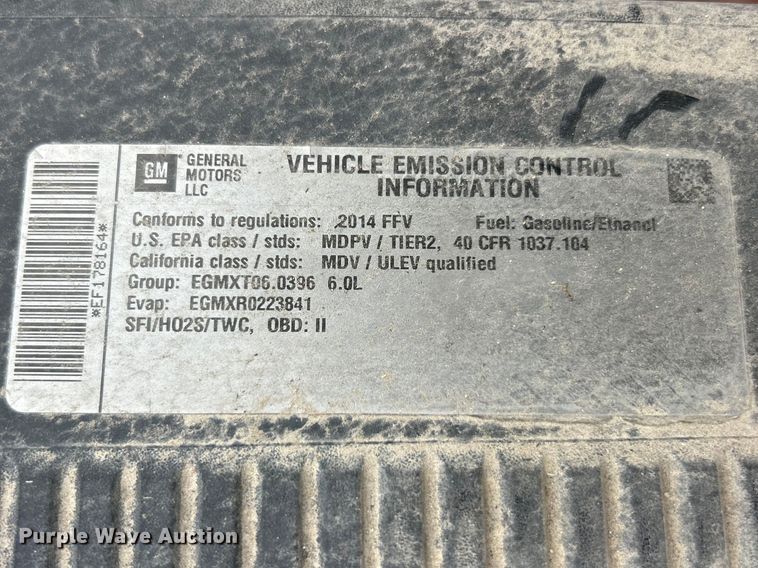 GM GENERAL
MOTORS
LLC
VEHICLE EMISSION CONTROL
INFORMATION
Conforms to regulations: 2014 FFV Fuel: Gasoline/Ethanol
U.S. EPA class / stds: MDPV / TIER2, 40 CFR 1037.104
California class / stds: MDV / ULEV qualified
Group: EGMXT06.0396 6.0L
Evap: EGMXR0223841
SFI/HO2S/TWC, OBD: II
*EF178164*
Purple Wave Auction